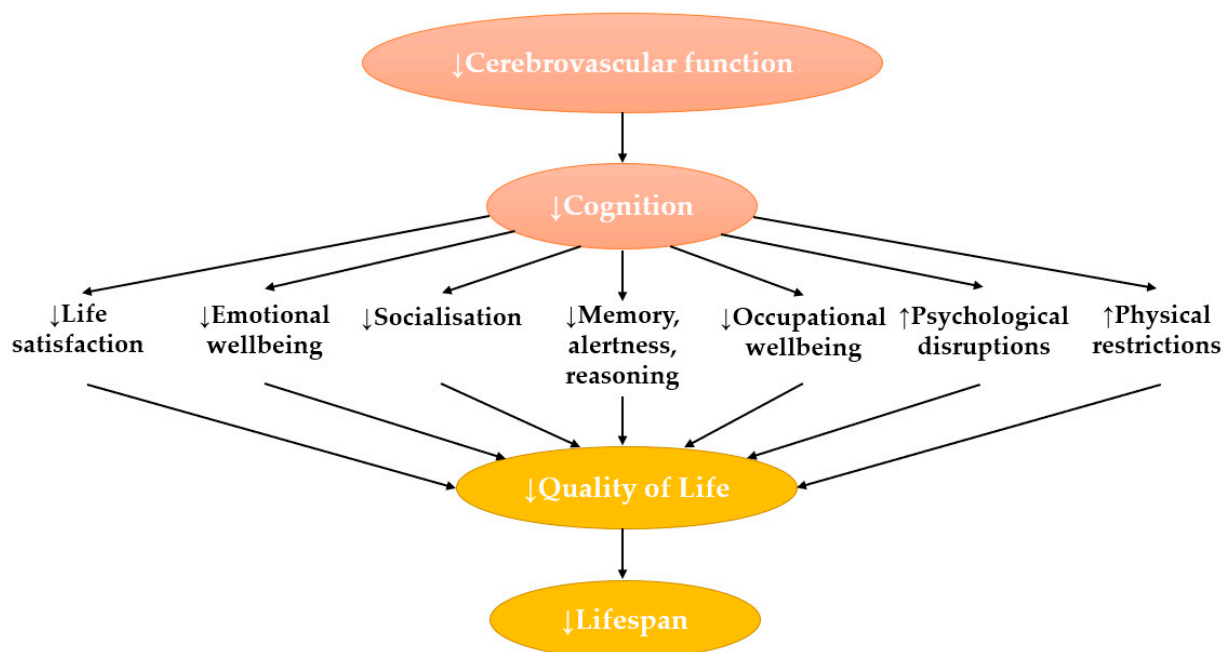 ↓Cerebrovascular function
↓Cognition
↓Life
satisfaction
↓Emotional
wellbeing
↓Socialisation
↓Memory,
alertness,
reasoning
↓Occupational
wellbeing
↑Psychological
disruptions
↑Physical
restrictions
↓Quality of Life
↓Lifespan